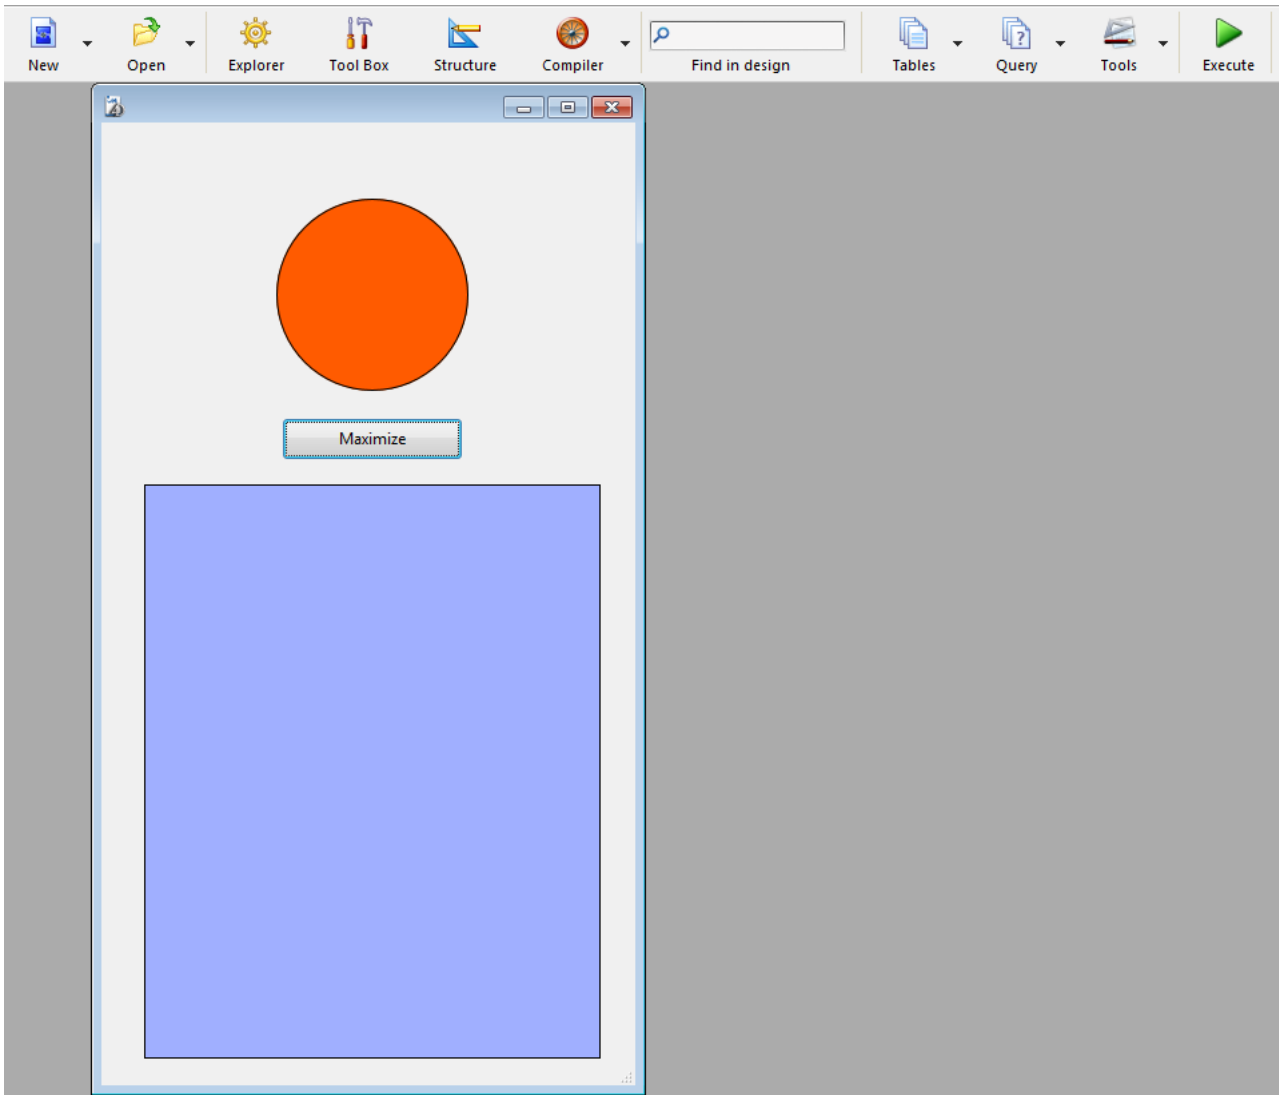 New
Open
Explorer
Tool Box
Structure
Compiler
Find in design
Tables
Query
Tools
Execute
Maximize